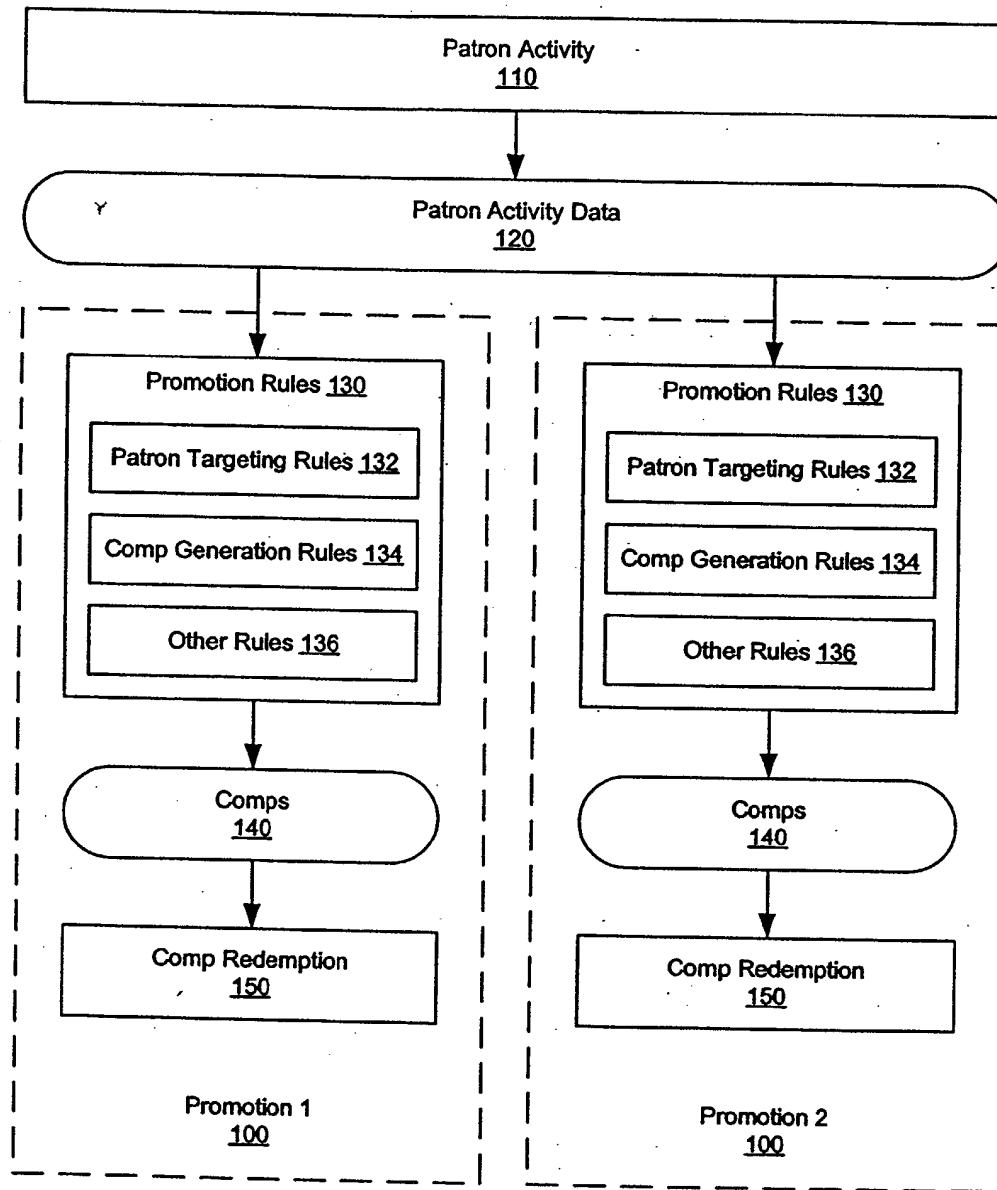 Patron Activity
110
Patron Activity Data
120
Promotion Rules 130
Patron Targeting Rules 132
Comp Generation Rules 134
Other Rules 136
Comps
140
Comp Redemption
150
Promotion 1
100
Promotion Rules 130
Patron Targeting Rules 132
Comp Generation Rules 134
Other Rules 136
Comps
140
Comp Redemption
150
Promotion 2
100